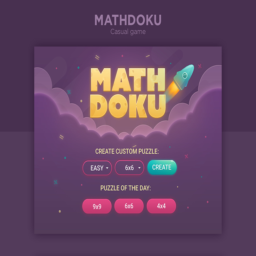 MATHDOKU
Casual game
MATH
DOKU
CREATE CUSTOM PUZZLE:
EASY 6x6 CREATE
PUZZLE OF THE DAY:
9x9 6x6 4x4